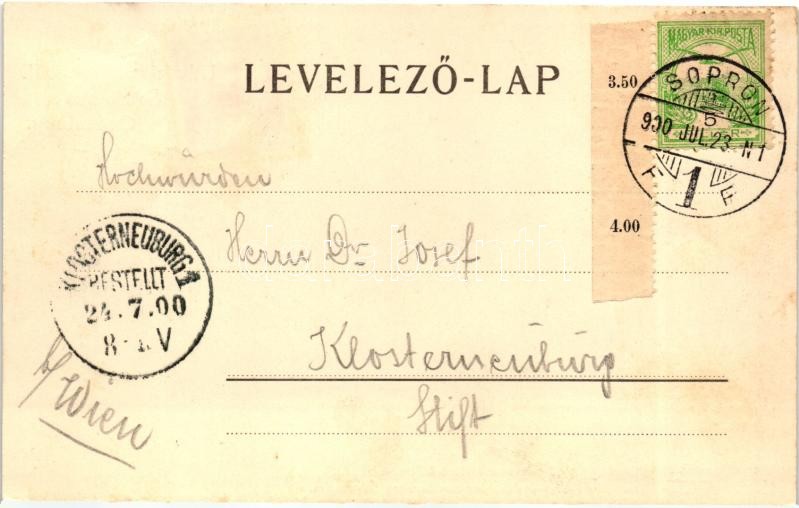 MAGYAR KIR. POSTA
LEVELEZŐ-LAP
3.50
SOPRON
5
900 JUL. 23. N1
F 1 F
4.00
Hochwürden
Herrn Dr Josef
KLOSTERNEUBURG 1
BESTELLT
24.7.00
V
Klosterneuburg
Stift
b/Wien